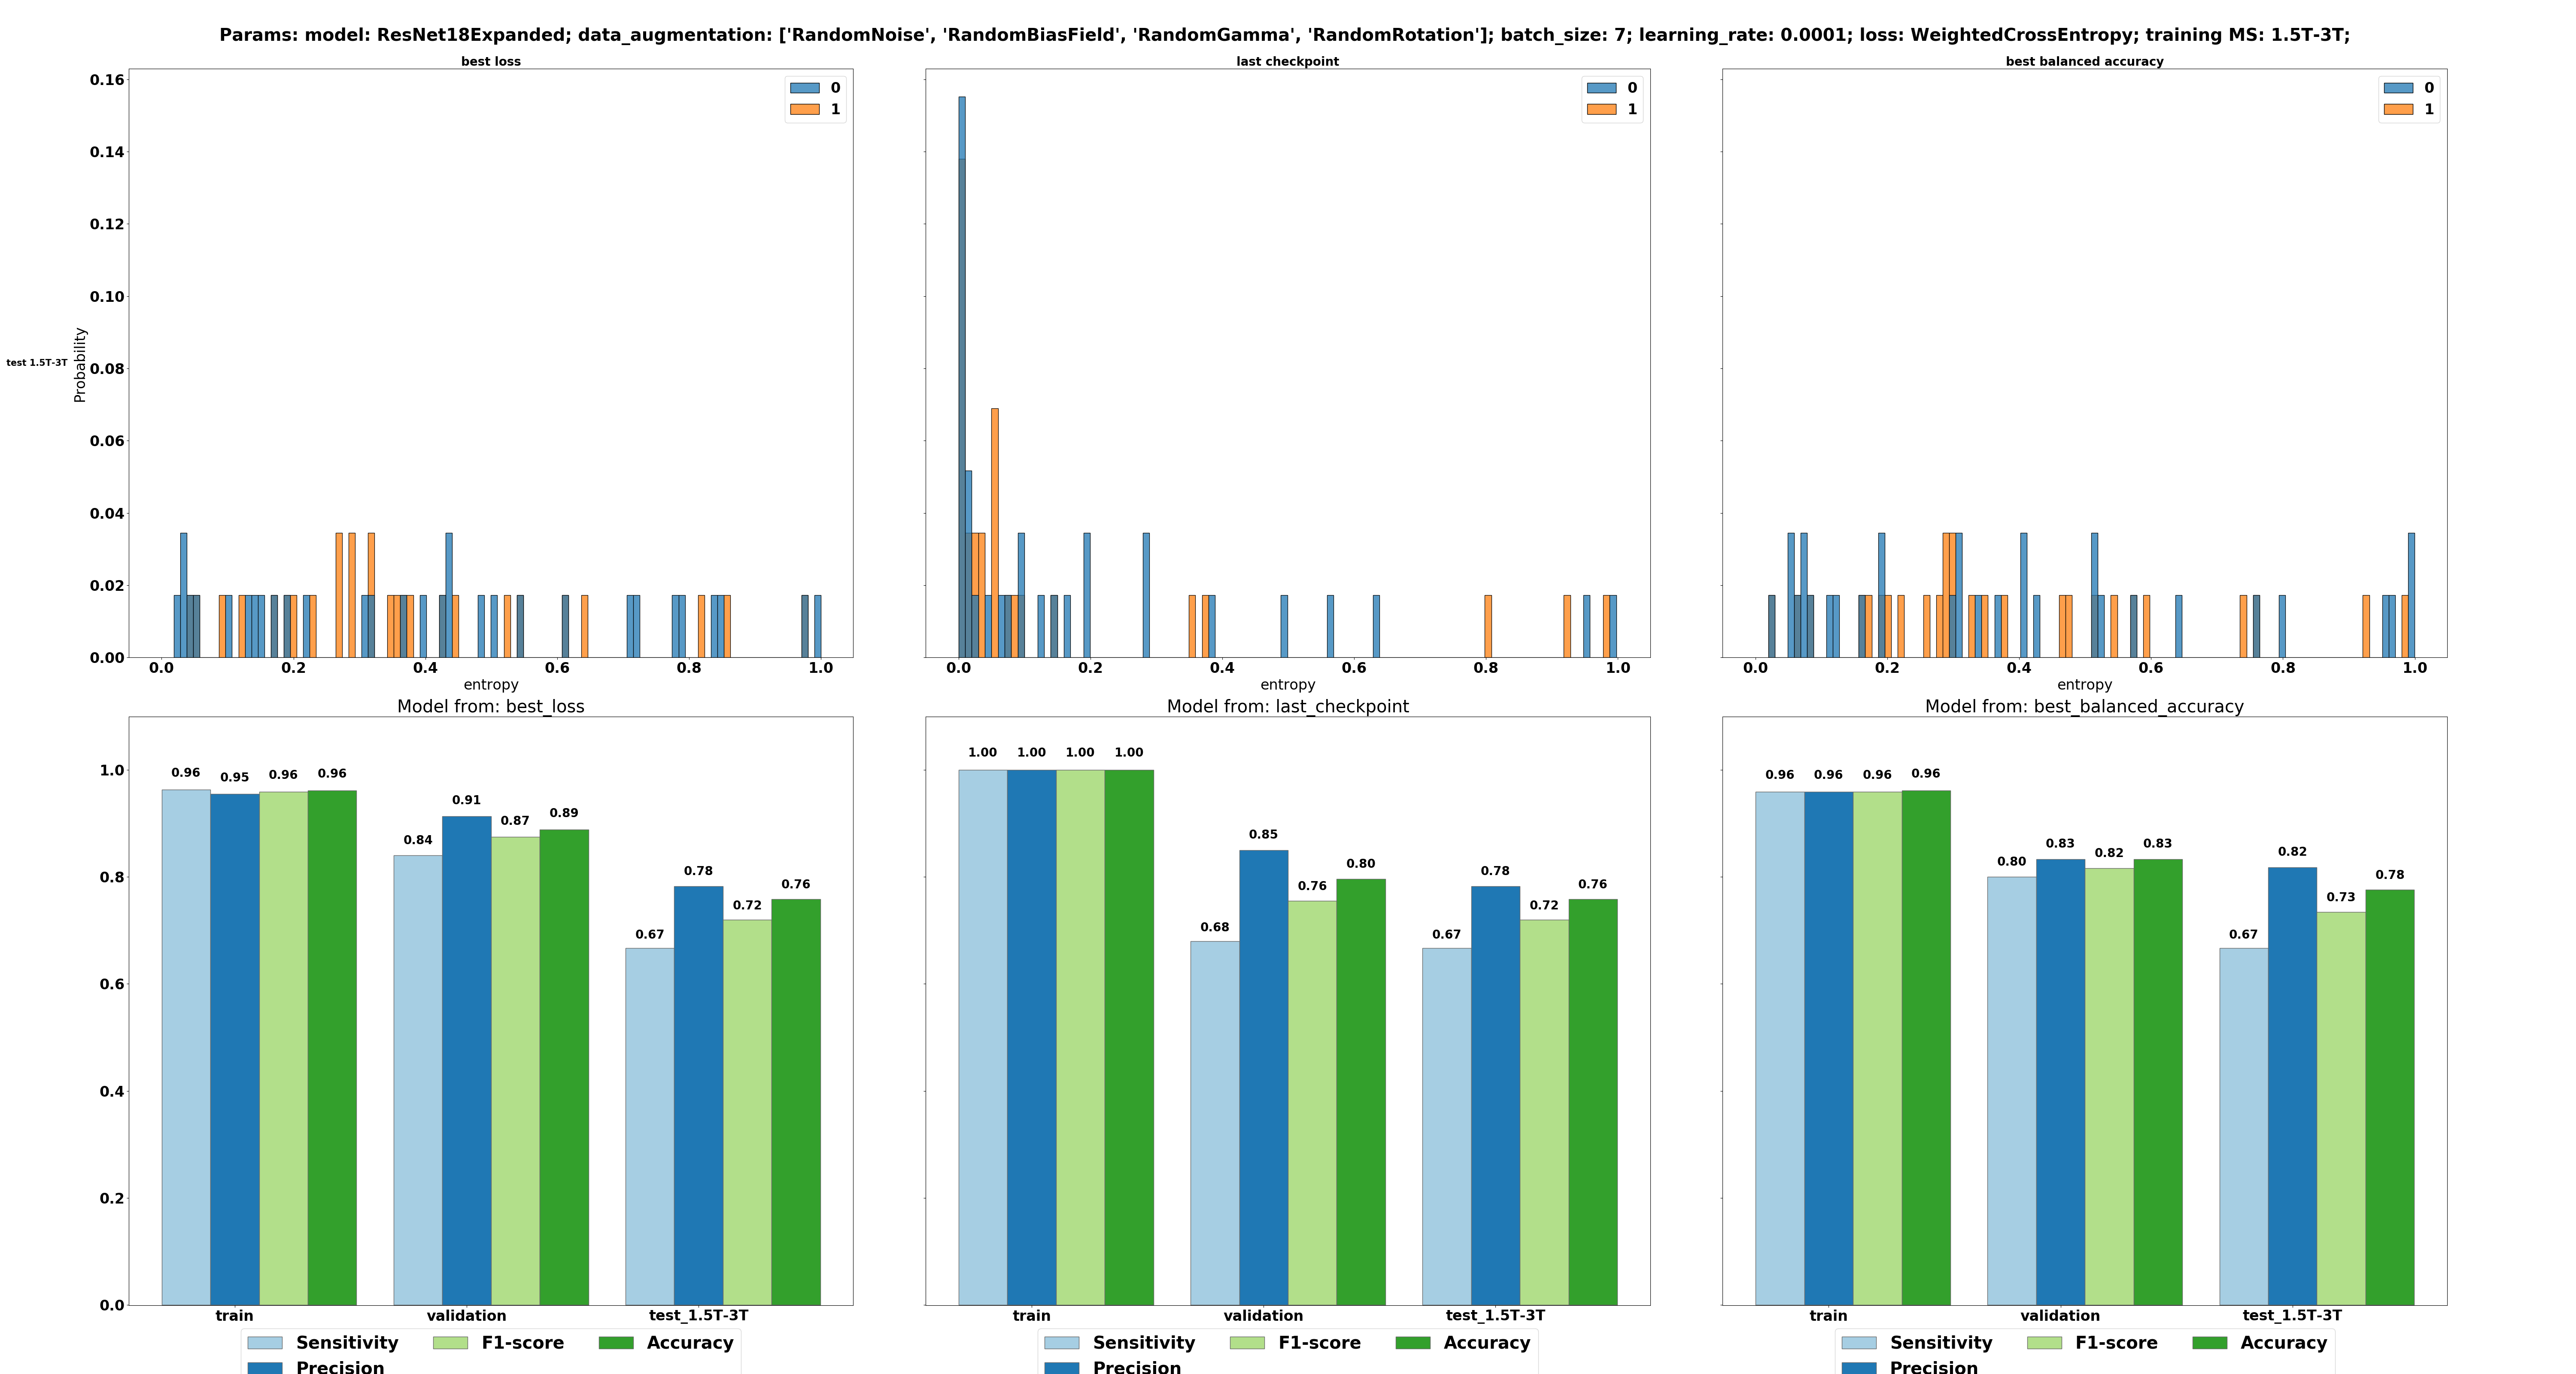 Params: model: ResNet18Expanded; data_augmentation: ['RandomNoise', 'RandomBiasField', 'RandomGamma', 'RandomRotation']; batch_size: 7; learning_rate: 0.0001; loss: WeightedCrossEntropy; training MS: 1.5T-3T;
best loss
last checkpoint
best balanced accuracy
0.16
0.14
0.12
0.10
0.08
0.06
0.04
0.02
0.00
test 1.5T-3T
Probability
0
1
0
1
0
1
0.0 0.2 0.4 0.6 0.8 1.0
0.0 0.2 0.4 0.6 0.8 1.0
0.0 0.2 0.4 0.6 0.8 1.0
entropy
entropy
entropy
Model from: best_loss
1.0
0.8
0.6
0.4
0.2
0.0
0.96 0.95 0.96 0.96
0.84 0.91 0.87 0.89
0.67 0.78 0.72 0.76
train validation test_1.5T-3T
Sensitivity F1-score Accuracy
Precision
Model from: last_checkpoint
1.00 1.00 1.00 1.00
0.68 0.85 0.76 0.80
0.67 0.78 0.72 0.76
train validation test_1.5T-3T
Sensitivity F1-score Accuracy
Precision
Model from: best_balanced_accuracy
0.96 0.96 0.96 0.96
0.80 0.83 0.82 0.83
0.67 0.82 0.73 0.78
train validation test_1.5T-3T
Sensitivity F1-score Accuracy
Precision